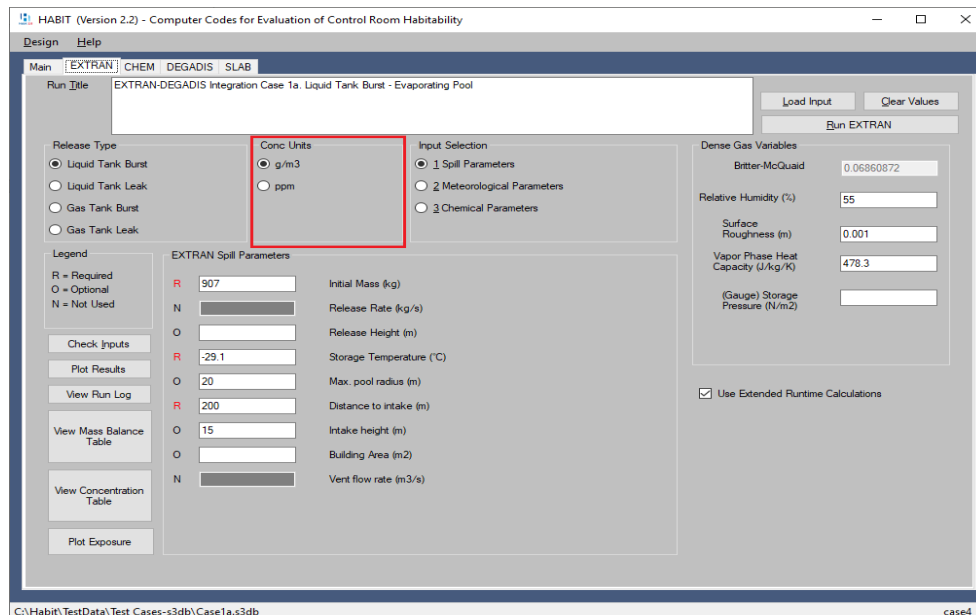 HABIT (Version 2.2) - Computer Codes for Evaluation of Control Room Habitability
Design Help
Main EXTRAN CHEM DEGADIS SLAB
Run Title
EXTRAN-DEGADIS Integration Case 1a. Liquid Tank Burst - Evaporating Pool
Load Input Clear Values
Run EXTRAN
Release Type
Liquid Tank Burst
Liquid Tank Leak
Gas Tank Burst
Gas Tank Leak
Conc Units
g/m3
ppm
Input Selection
1 Spill Parameters
2 Meteorological Parameters
3 Chemical Parameters
Dense Gas Variables
Britter-McQuaid 0.06860872
Relative Humidity (%) 55
Surface
Roughness (m) 0.001
Vapor Phase Heat
Capacity (J/kg/K) 478.3
(Gauge) Storage
Pressure (N/m2)
Legend
R = Required
O = Optional
N = Not Used
Check Inputs
Plot Results
View Run Log
View Mass Balance
Table
View Concentration
Table
Plot Exposure
EXTRAN Spill Parameters
R 907 Initial Mass (kg)
N Release Rate (kg/s)
O Release Height (m)
R -29.1 Storage Temperature (°C)
O 20 Max. pool radius (m)
R 200 Distance to intake (m)
O 15 Intake height (m)
O Building Area (m2)
N Vent flow rate (m3/s)
Use Extended Runtime Calculations
C:\Habit\TestData\Test Cases-s3db\Case1a.s3db case4